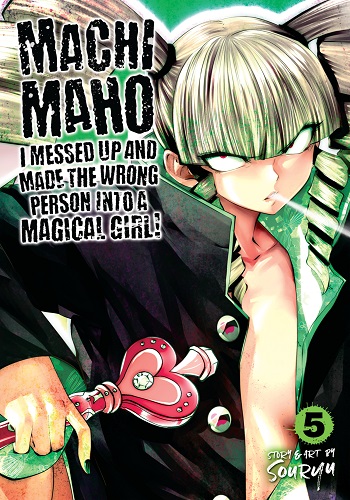 MACHI
MAHO
I MESSED UP AND
MADE THE WRONG
PERSON INTO A
MAGICAL GIRL!
5
STORY & ART BY
SOURYU